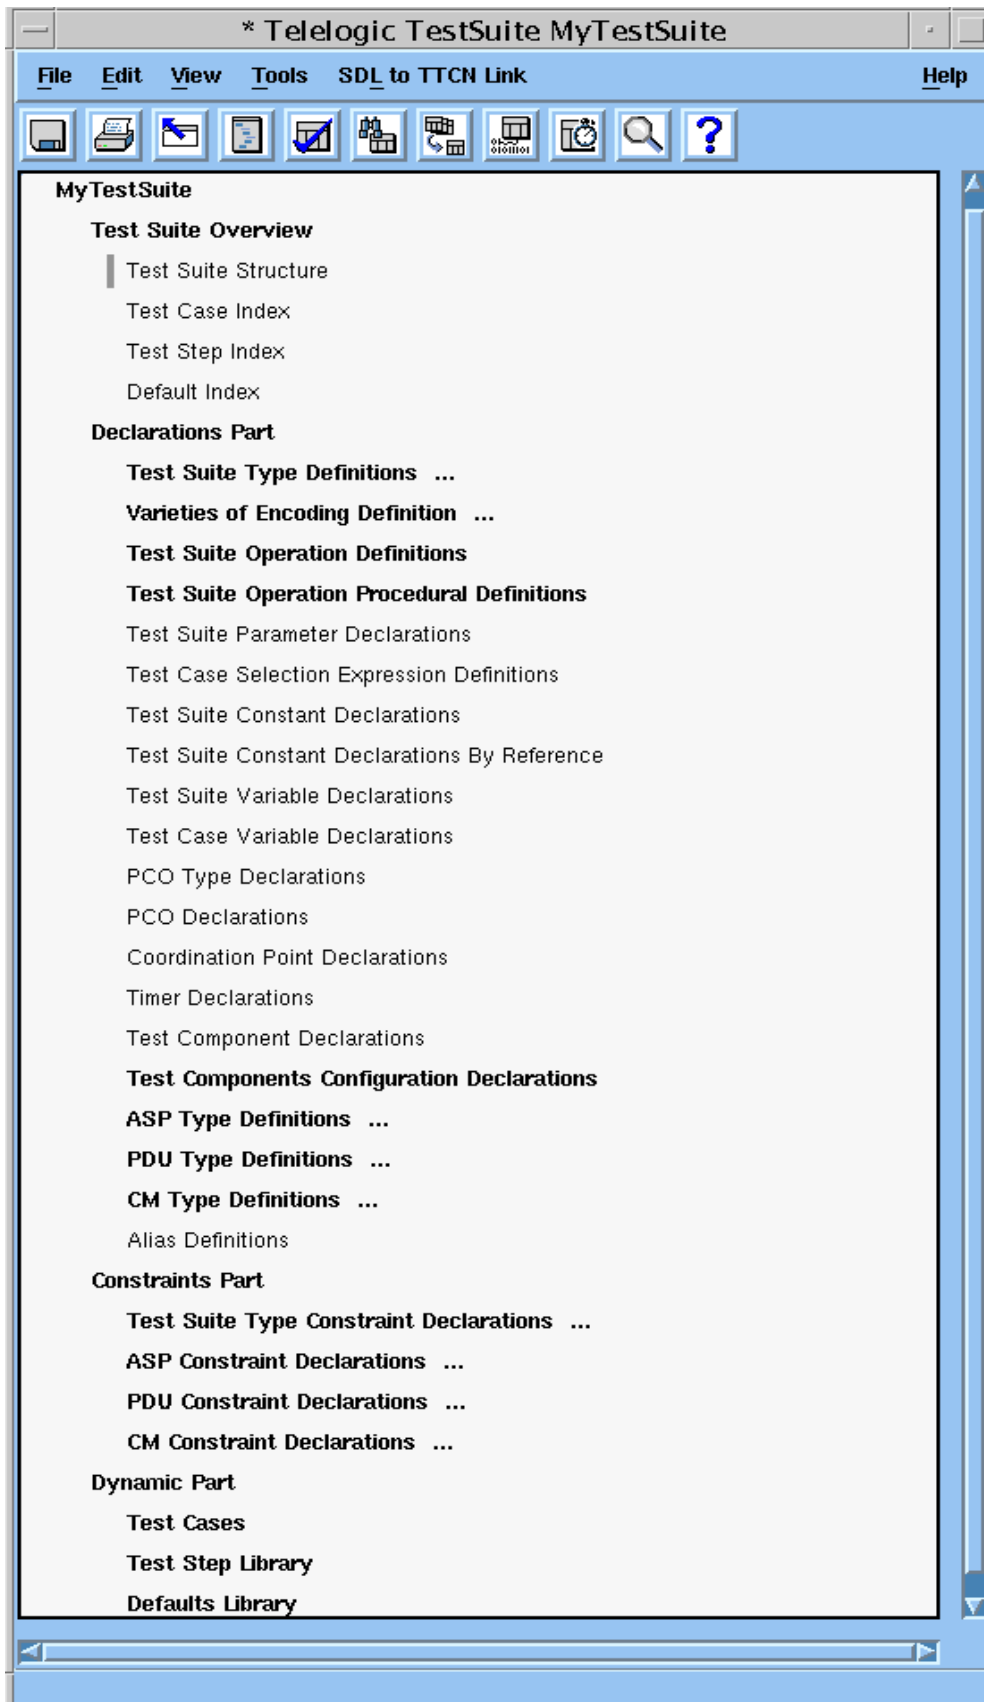 * Telelogic TestSuite MyTestSuite
File Edit View Tools SDL to TTCN Link Help
MyTestSuite
Test Suite Overview
Test Suite Structure
Test Case Index
Test Step Index
Default Index
Declarations Part
Test Suite Type Definitions ...
Varieties of Encoding Definition ...
Test Suite Operation Definitions
Test Suite Operation Procedural Definitions
Test Suite Parameter Declarations
Test Case Selection Expression Definitions
Test Suite Constant Declarations
Test Suite Constant Declarations By Reference
Test Suite Variable Declarations
Test Case Variable Declarations
PCO Type Declarations
PCO Declarations
Coordination Point Declarations
Timer Declarations
Test Component Declarations
Test Components Configuration Declarations
ASP Type Definitions ...
PDU Type Definitions ...
CM Type Definitions ...
Alias Definitions
Constraints Part
Test Suite Type Constraint Declarations ...
ASP Constraint Declarations ...
PDU Constraint Declarations ...
CM Constraint Declarations ...
Dynamic Part
Test Cases
Test Step Library
Defaults Library